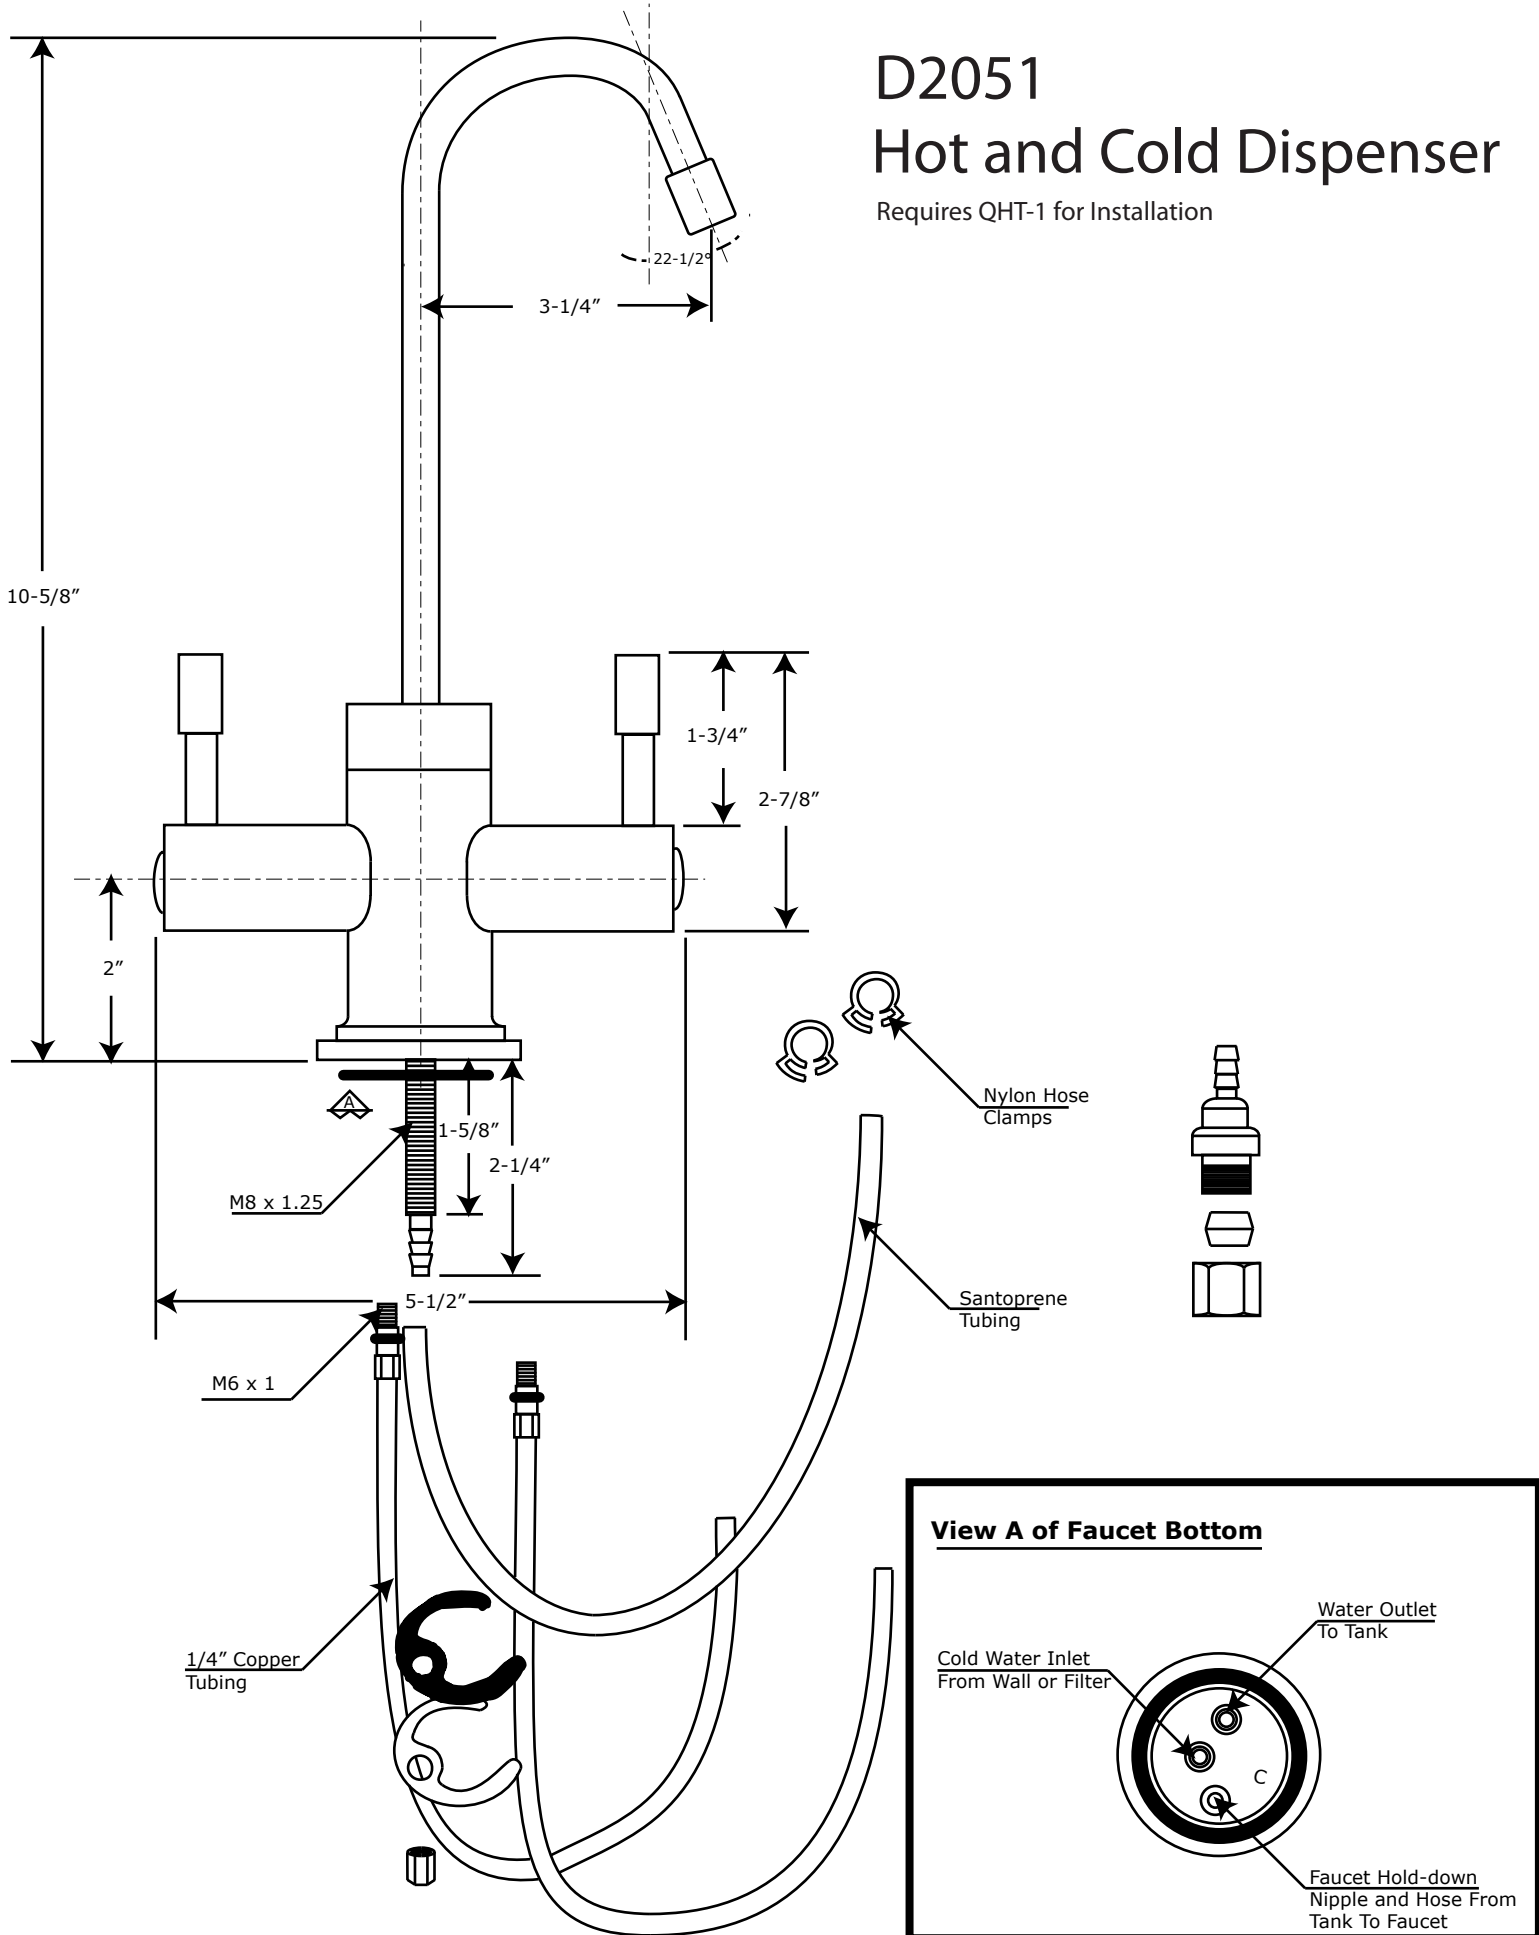 D2051
Hot and Cold Dispenser
Requires QHT-1 for Installation
22-1/2°
3-1/4”
10-5/8”
1-3/4”
2-7/8”
2”
A
1-5/8”
2-1/4”
M8 x 1.25
5-1/2”
M6 x 1
Nylon Hose
Clamps
Santoprene
Tubing
1/4” Copper
Tubing
View A of Faucet Bottom
Water Outlet
To Tank
Cold Water Inlet
From Wall or Filter
C
Faucet Hold-down
Nipple and Hose From
Tank To Faucet